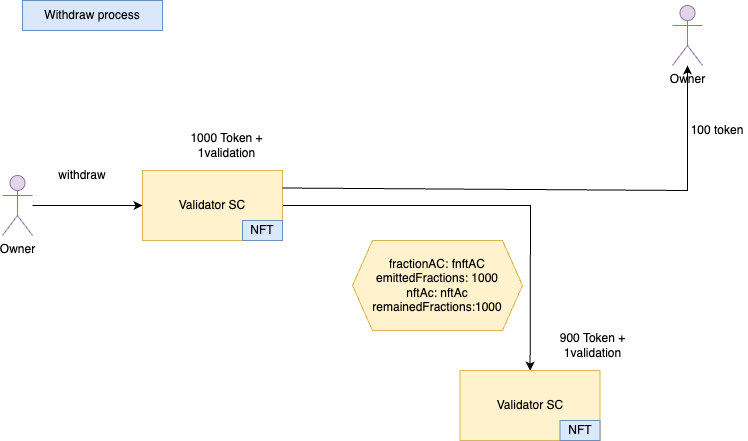 Withdraw process
Owner
100 token
1000 Token +
1validation
withdraw
Validator SC
NFT
Owner
fractionAC: fnftAC
emittedFractions: 1000
nftAc: nftAc
remainedFractions:1000
900 Token +
1validation
Validator SC
NFT